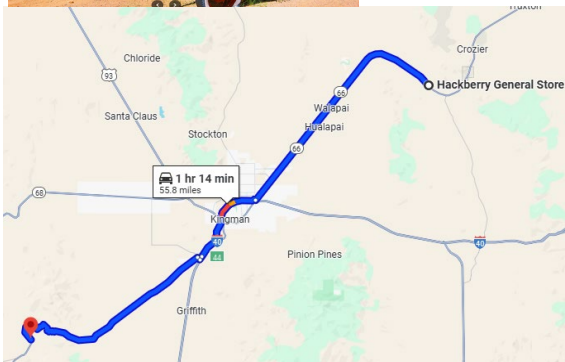 Truxton
Crozier
Chloride
93
Hackberry General Store
66
Walapai
Hualapai
Santa Claus
Stockton
66
1 hr 14 min
55.8 miles
68
Kingman
40
44
40
Pinion Pines
Griffith